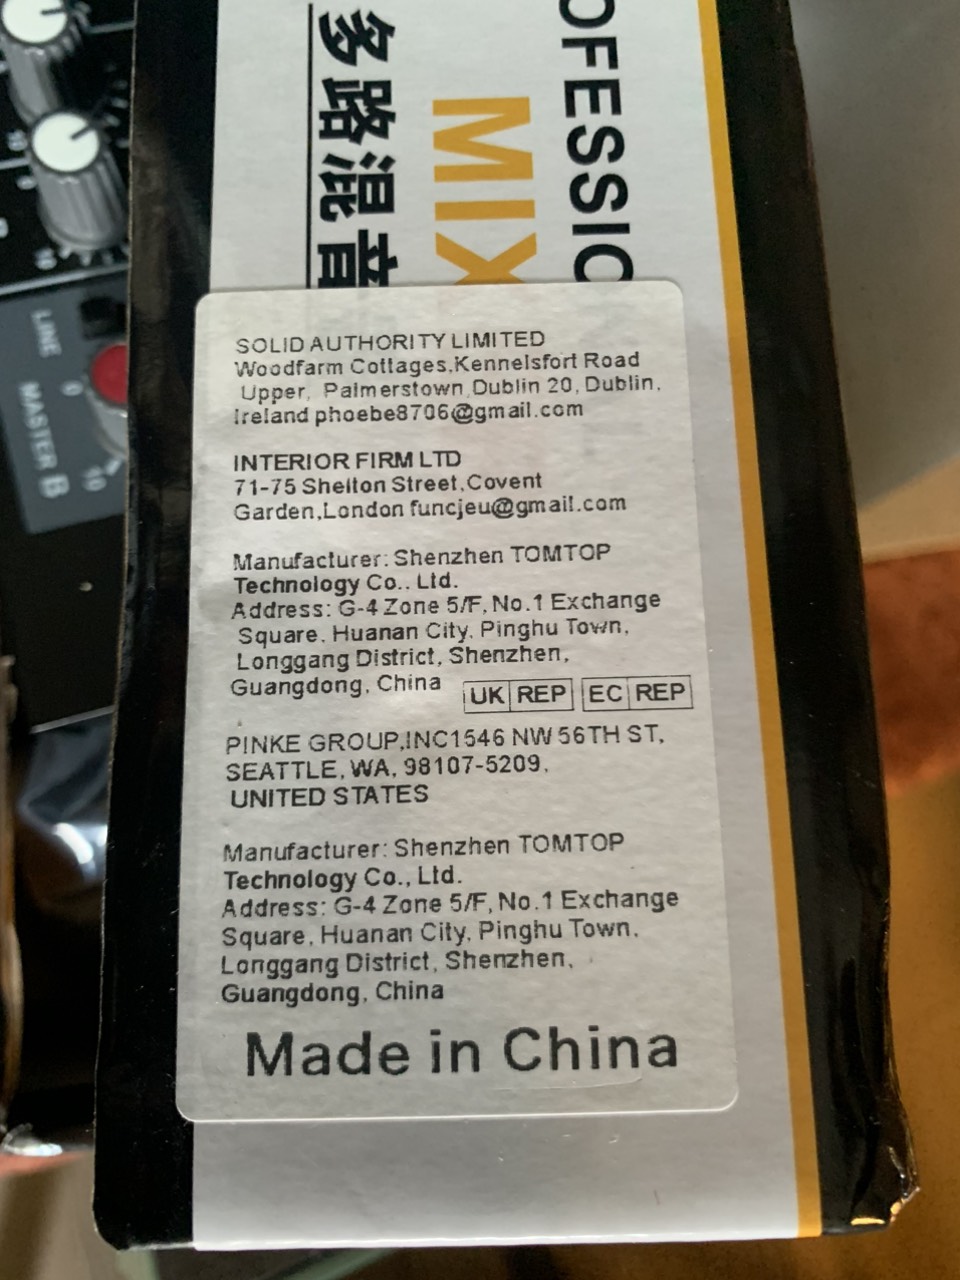 OFESSION
MIX
多路混音
LINE
MASTER B
0
10
10
SOLID AUTHORITY LIMITED
Woodfarm Cottages,Kennelsfort Road
Upper, Palmerstown,Dublin 20, Dublin,
Ireland phoebe8706@gmail.com
INTERIOR FIRM LTD
71-75 Shelton Street,Covent
Garden,London funcjeu@gmail.com
Manufacturer: Shenzhen TOMTOP
Technology Co., Ltd.
Address: G-4 Zone 5/F, No.1 Exchange
Square, Huanan City, Pinghu Town,
Longgang District, Shenzhen,
Guangdong, China
UK REP EC REP
PINKE GROUP,INC1546 NW 56TH ST,
SEATTLE, WA, 98107-5209,
UNITED STATES
Manufacturer: Shenzhen TOMTOP
Technology Co., Ltd.
Address: G-4 Zone 5/F, No.1 Exchange
Square, Huanan City, Pinghu Town,
Longgang District, Shenzhen,
Guangdong, China
Made in China